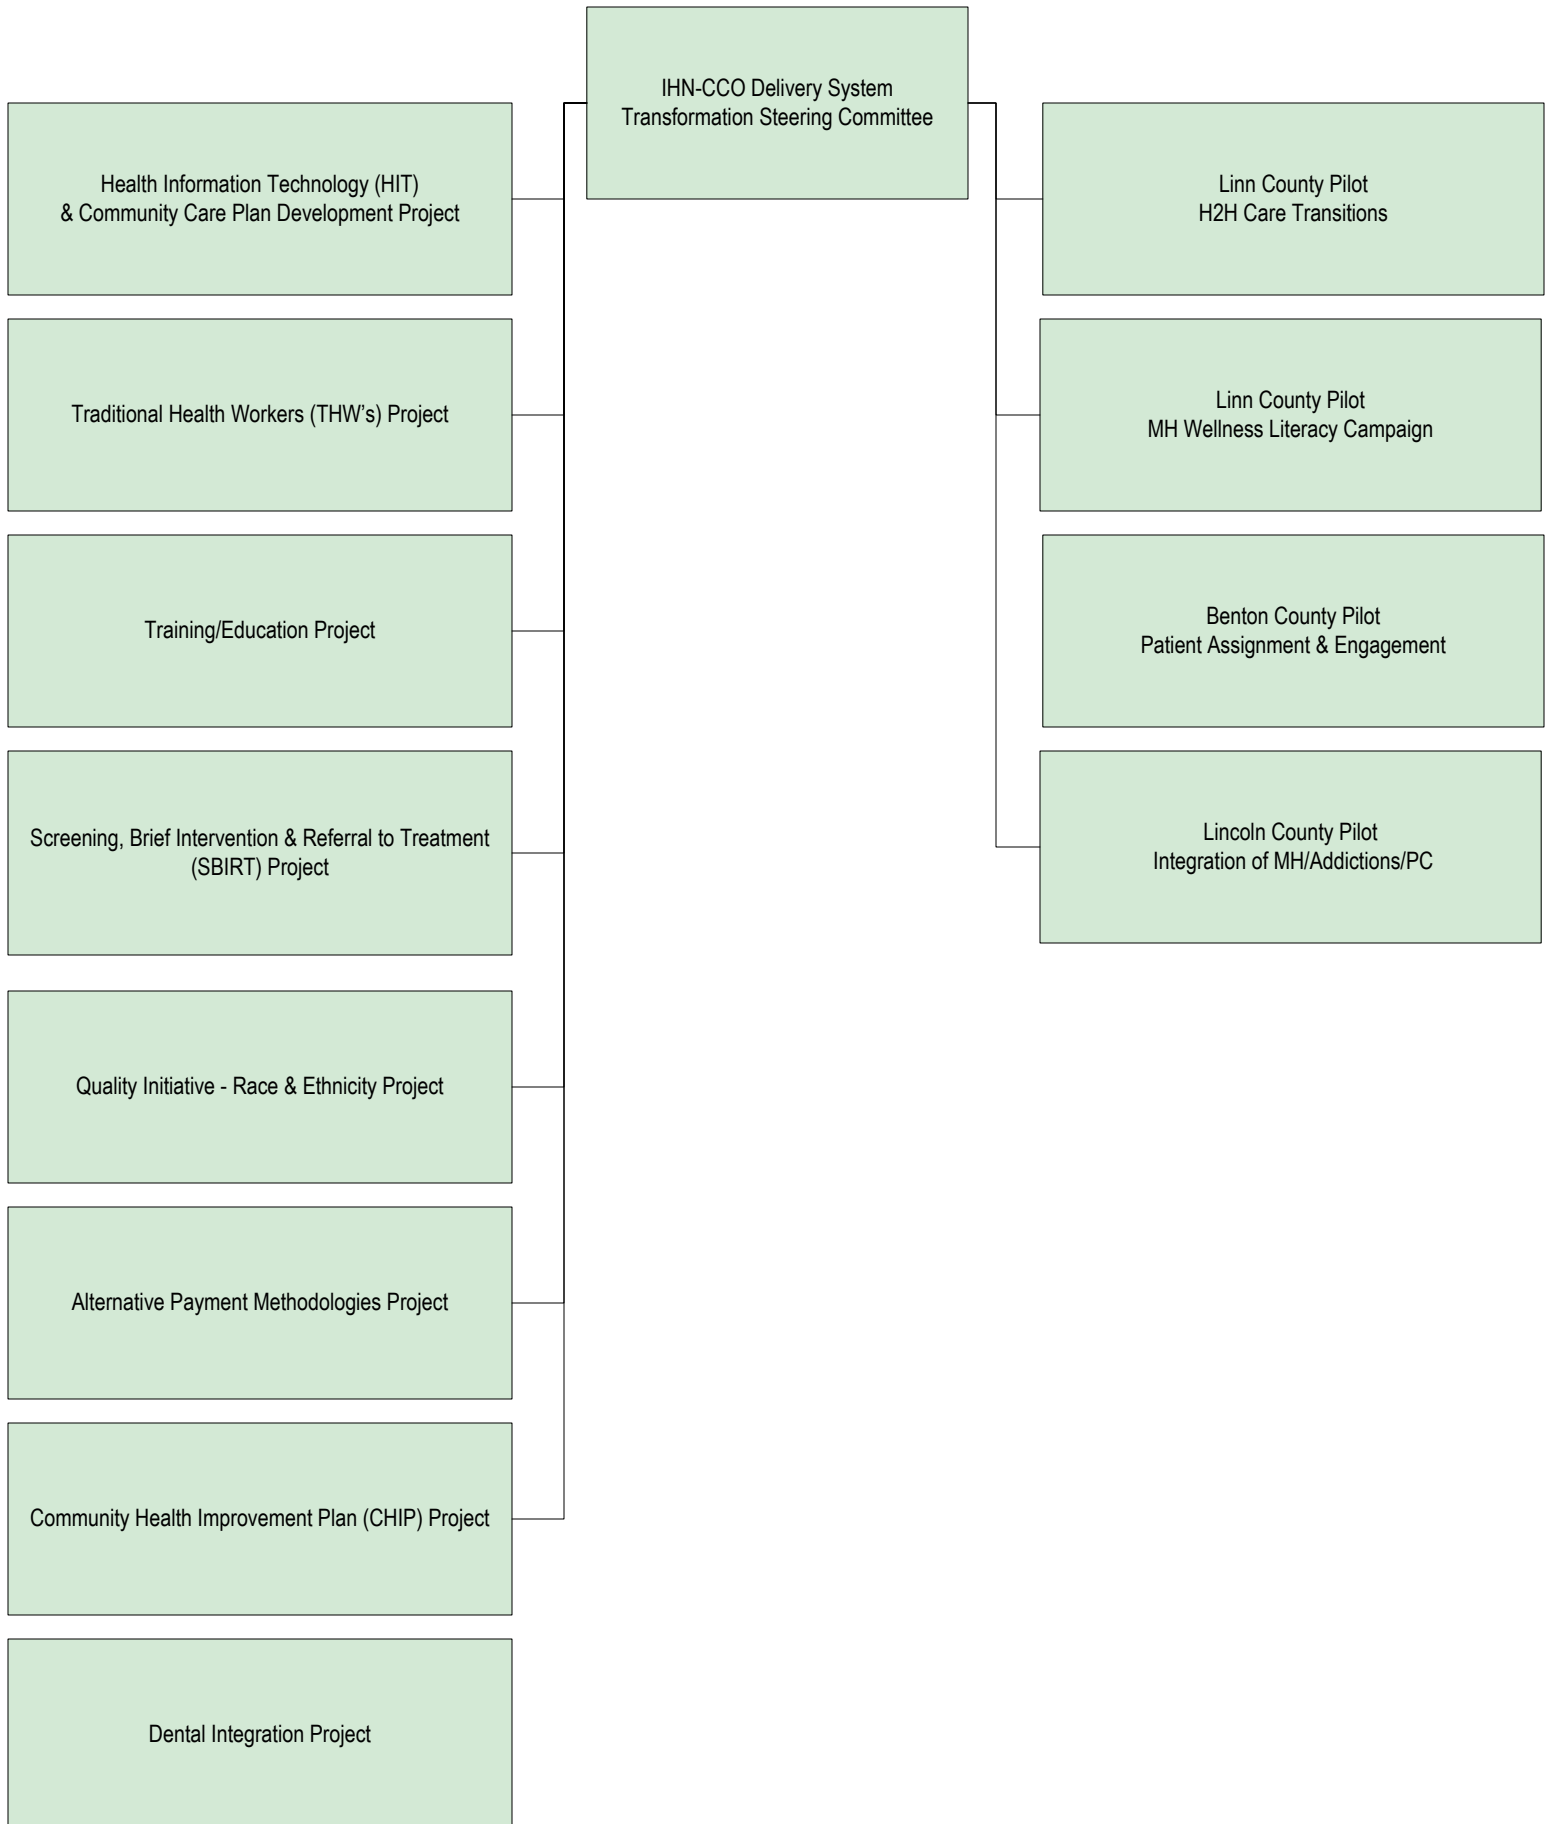 IHN-CCO Delivery System
Transformation Steering Committee
Health Information Technology (HIT)
& Community Care Plan Development Project
Traditional Health Workers (THW’s) Project
Training/Education Project
Screening, Brief Intervention & Referral to Treatment
(SBIRT) Project
Quality Initiative - Race & Ethnicity Project
Alternative Payment Methodologies Project
Community Health Improvement Plan (CHIP) Project
Dental Integration Project
Linn County Pilot
H2H Care Transitions
Linn County Pilot
MH Wellness Literacy Campaign
Benton County Pilot
Patient Assignment & Engagement
Lincoln County Pilot
Integration of MH/Addictions/PC